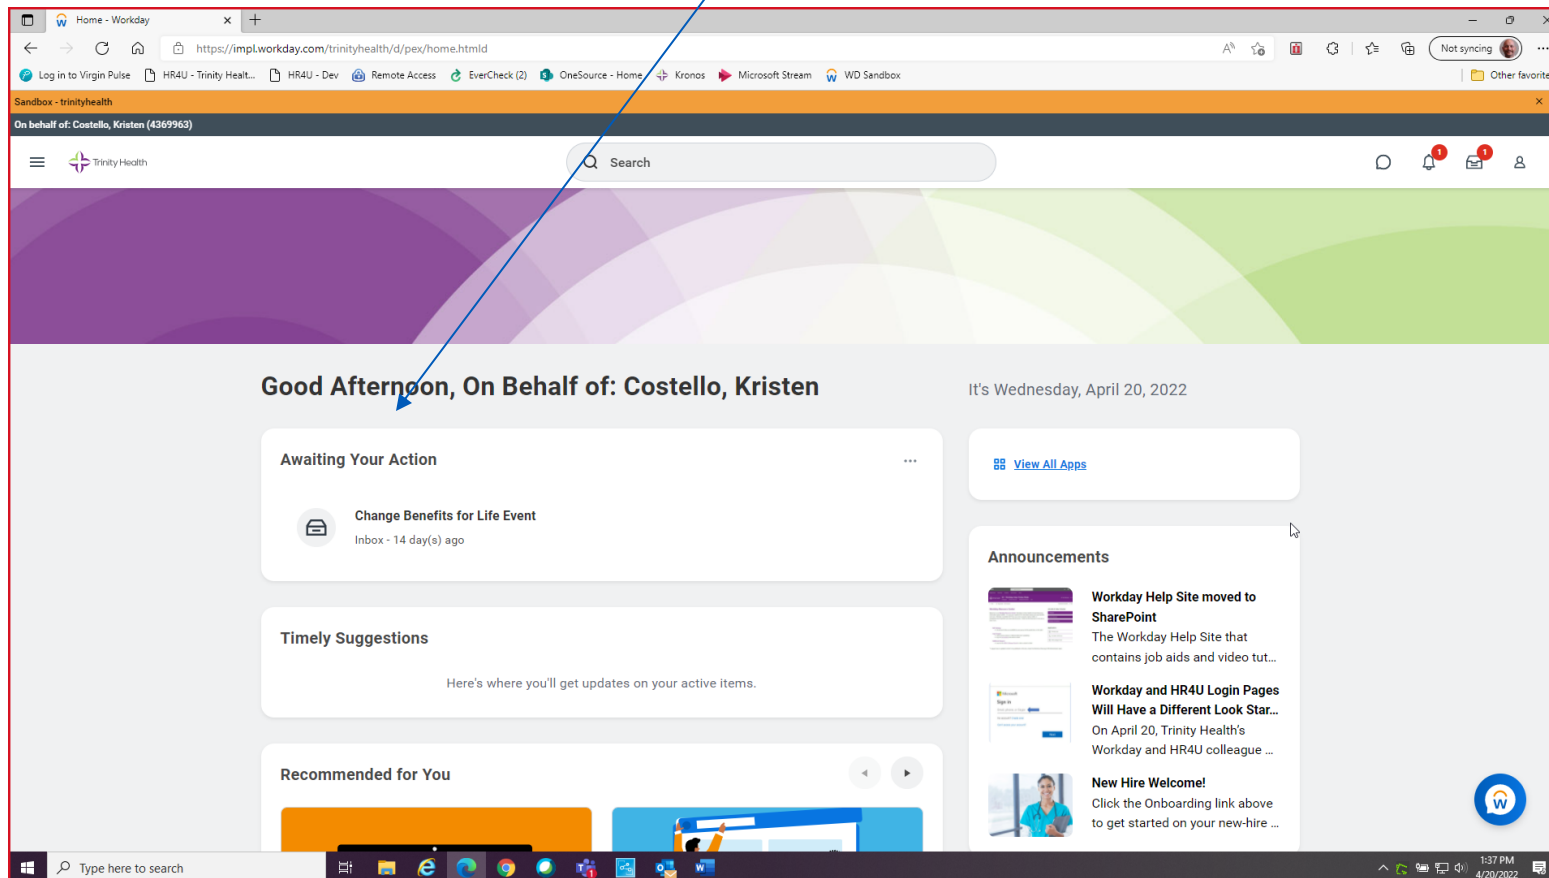 Home - Workday
https://impl.workday.com/trinityhealth/d/pex/home.htmld
Not syncing
Log in to Virgin Pulse
HR4U - Trinity Healt...
HR4U - Dev
Remote Access
EverCheck (2)
OneSource - Home
Kronos
Microsoft Stream
WD Sandbox
Other favorite
Sandbox - trinityhealth
On behalf of: Costello, Kristen (4369963)
Trinity Health
Search
1
1
Good Afternoon, On Behalf of: Costello, Kristen
It's Wednesday, April 20, 2022
Awaiting Your Action
Change Benefits for Life Event
Inbox - 14 day(s) ago
View All Apps
Timely Suggestions
Here's where you'll get updates on your active items.
Recommended for You
Announcements
Workday Help Site moved to
SharePoint
The Workday Help Site that
contains job aids and video tut...
Workday and HR4U Login Pages
Will Have a Different Look Star...
On April 20, Trinity Health's
Workday and HR4U colleague ...
New Hire Welcome!
Click the Onboarding link above
to get started on your new-hire ...
Type here to search
1:37 PM
4/20/2022